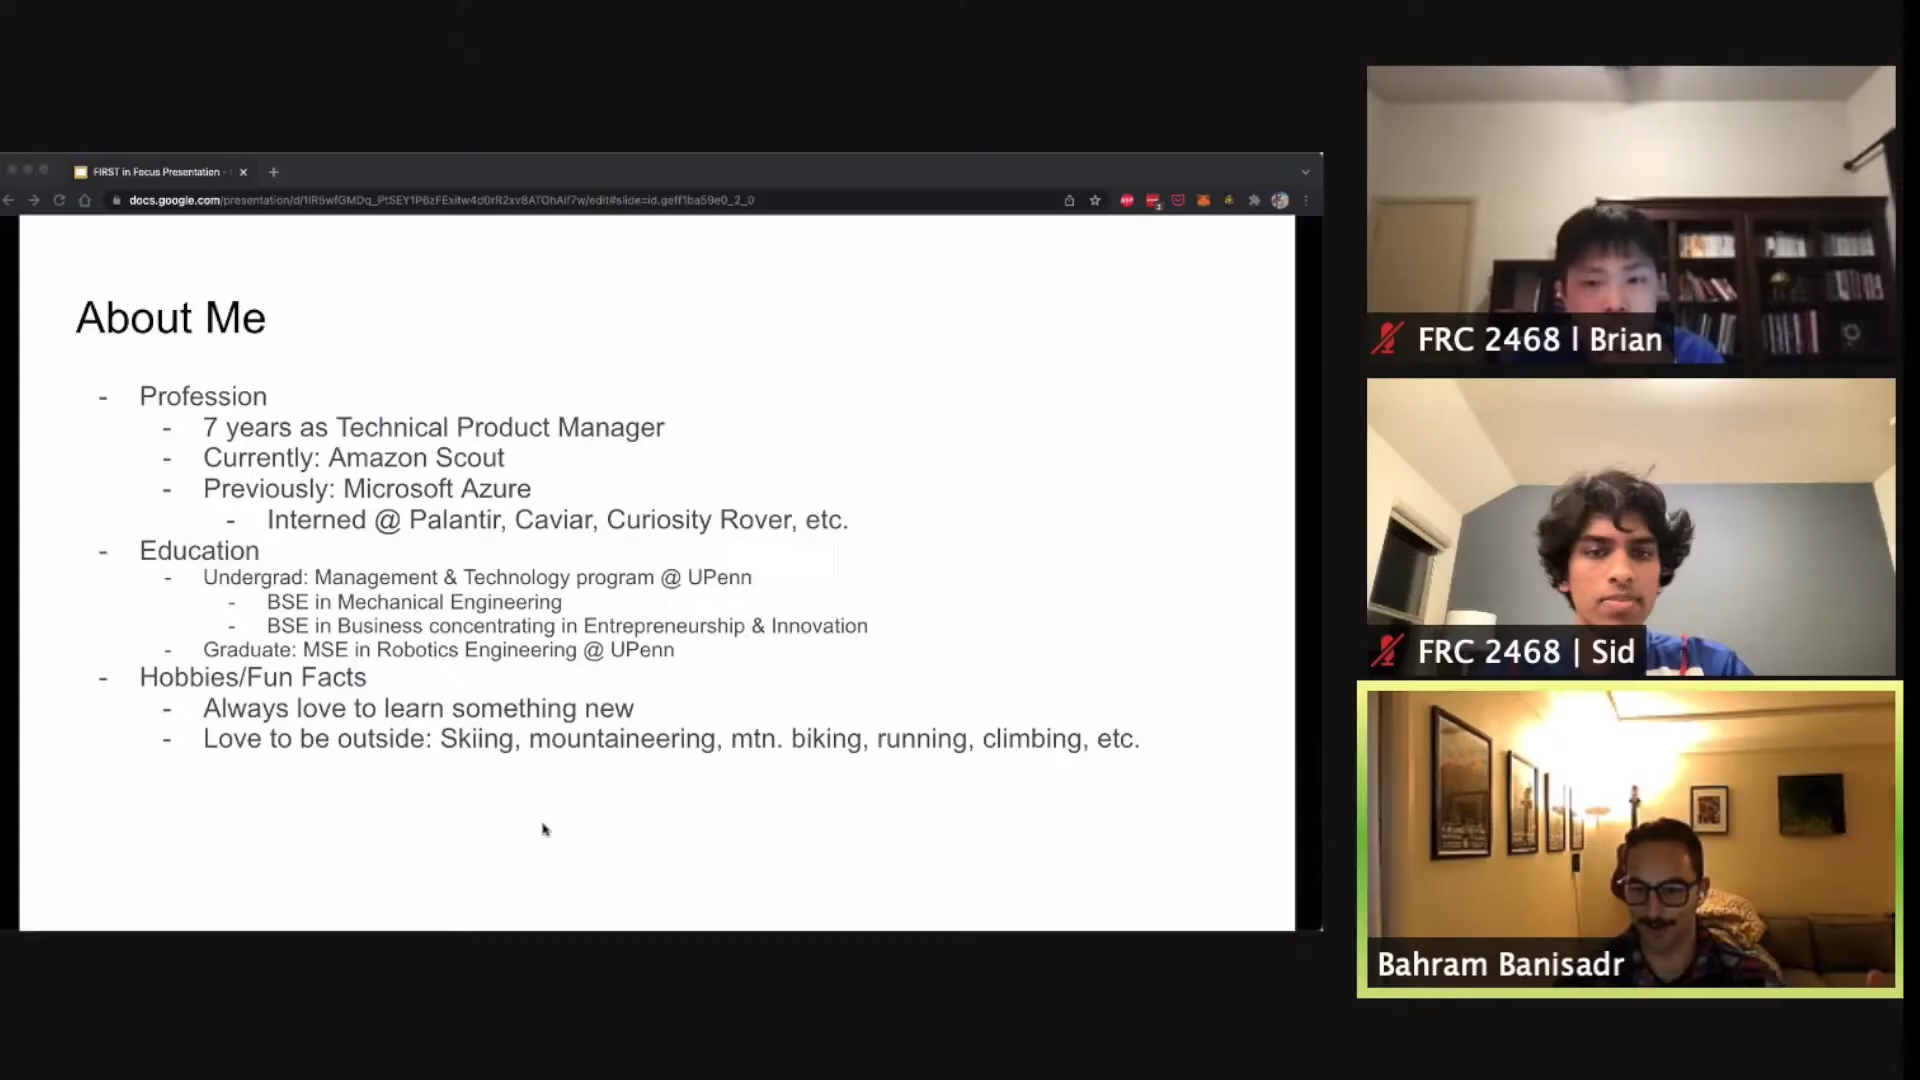 FIRST in Focus Presentation -
About Me
- Profession
- 7 years as Technical Product Manager
- Currently: Amazon Scout
- Previously: Microsoft Azure
- Interned @ Palantir, Caviar, Curiosity Rover, etc.
- Education
- Undergrad: Management & Technology program @ UPenn
- BSE in Mechanical Engineering
- BSE in Business concentrating in Entrepreneurship & Innovation
- Graduate: MSE in Robotics Engineering @ UPenn
- Hobbies/Fun Facts
- Always love to learn something new
- Love to be outside: Skiing, mountaineering, mtn. biking, running, climbing, etc.
FRC 2468 | Brian
FRC 2468 | Sid
Bahram Banisadr